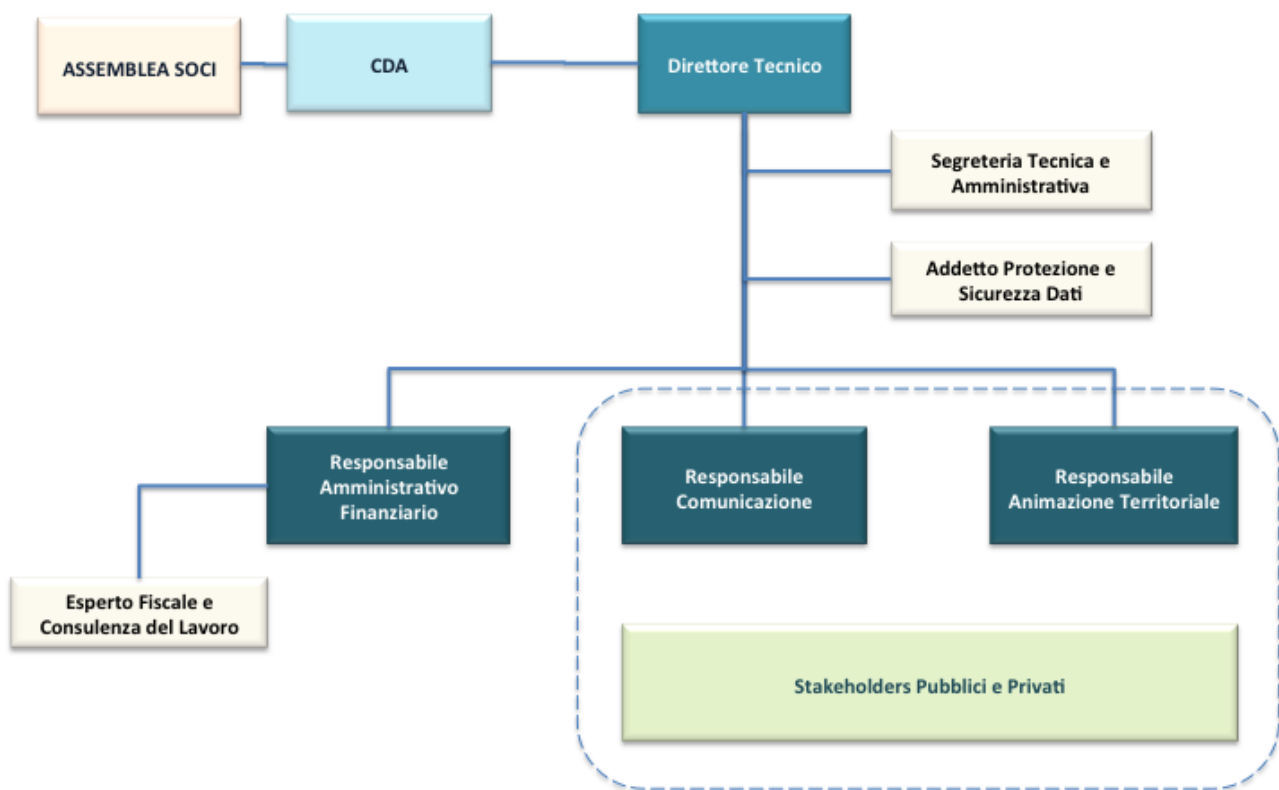 ASSEMBLEA SOCI
CDA
Direttore Tecnico
Segreteria Tecnica e
Amministrativa
Addetto Protezione e
Sicurezza Dati
Responsabile
Amministrativo
Finanziario
Responsabile
Comunicazione
Responsabile
Animazione Territoriale
Esperto Fiscale e
Consulenza del Lavoro
Stakeholders Pubblici e Privati